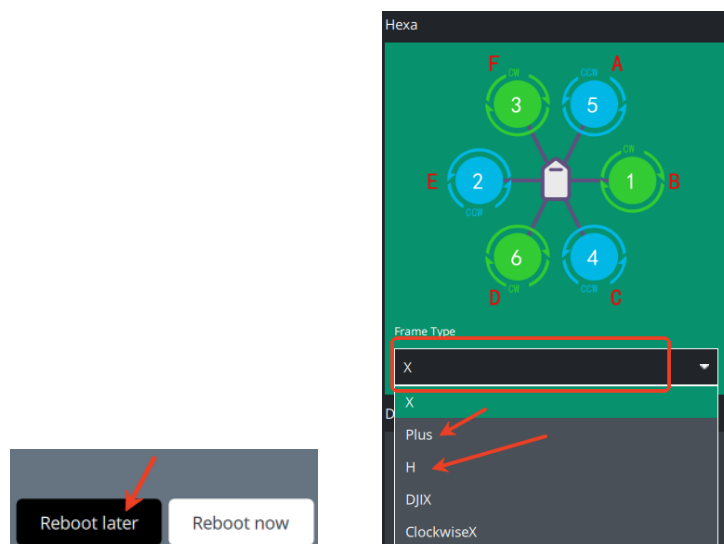 Hexa
F
A
CW
CCW
3
5
E
2
1
B
CW
CCW
6
4
D
C
CW
CCW
Frame Type
X
X
D
Plus
H
DJIX
ClockwiseX
Reboot later
Reboot now